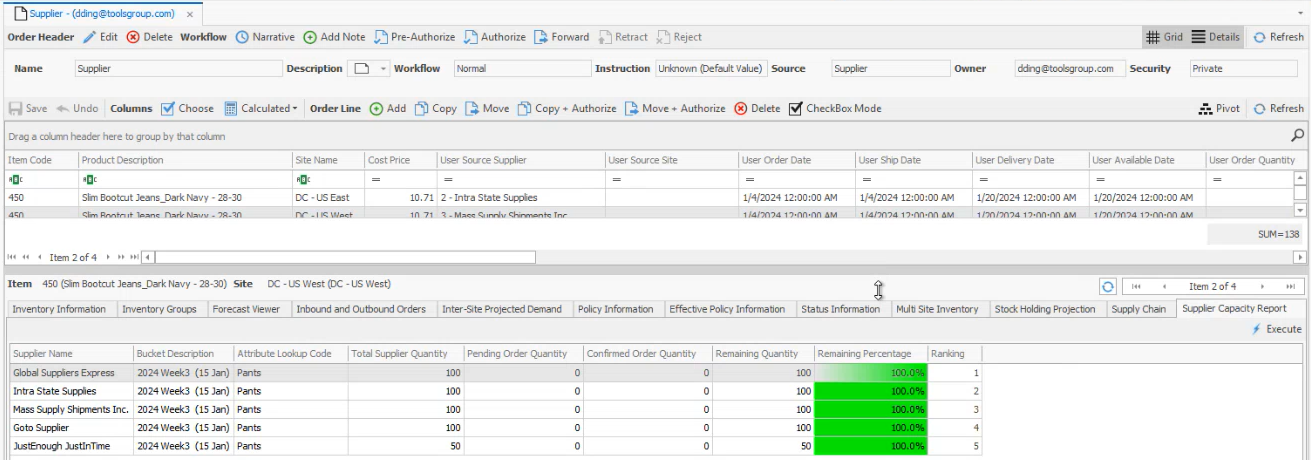 Supplier - (dding@toolsgroup.com) ×
Order Header Edit Delete Workflow Narrative Add Note Pre-Authorize Authorize Forward Retract Reject Grid Details Refresh
Name Supplier Description Workflow Normal Instruction Unknown (Default Value) Source Supplier Owner dding@toolsgroup.com Security Private
Save Undo Columns Choose Calculated Order Line Add Copy Move Copy + Authorize Move + Authorize Delete CheckBox Mode Pivot Refresh
Drag a column header here to group by that column
Item Code Product Description Site Name Cost Price User Source Supplier User Source Site User Order Date User Ship Date User Delivery Date User Available Date User Order Quantity
ABC ABC ABC = = = = = = = =
450 Slim Bootcut Jeans_Dark Navy - 28-30 DC - US East 10.71 2 - Intra State Supplies 1/4/2024 12:00:00 AM 1/4/2024 12:00:00 AM 1/20/2024 12:00:00 AM 1/20/2024 12:00:00 AM
450 Slim Bootcut Jeans_Dark Navy - 28-30 DC - US West 10.71 3 - Mass Supply Shipments Inc. 1/4/2024 12:00:00 AM 1/4/2024 12:00:00 AM 1/20/2024 12:00:00 AM 1/20/2024 12:00:00 AM
SUM=138
Item 2 of 4
Item 450 (Slim Bootcut Jeans_Dark Navy - 28-30) Site DC - US West (DC - US West) Item 2 of 4
Inventory Information Inventory Groups Forecast Viewer Inbound and Outbound Orders Inter-Site Projected Demand Policy Information Effective Policy Information Status Information Multi Site Inventory Stock Holding Projection Supply Chain Supplier Capacity Report
Execute
Supplier Name Bucket Description Attribute Lookup Code Total Supplier Quantity Pending Order Quantity Confirmed Order Quantity Remaining Quantity Remaining Percentage Ranking
Global Suppliers Express 2024 Week3 (15 Jan) Pants 100 0 0 100 100.0% 1
Intra State Supplies 2024 Week3 (15 Jan) Pants 100 0 0 100 100.0% 2
Mass Supply Shipments Inc. 2024 Week3 (15 Jan) Pants 100 0 0 100 100.0% 3
Goto Supplier 2024 Week3 (15 Jan) Pants 100 0 0 100 100.0% 4
JustEnough JustInTime 2024 Week3 (15 Jan) Pants 50 0 0 50 100.0% 5